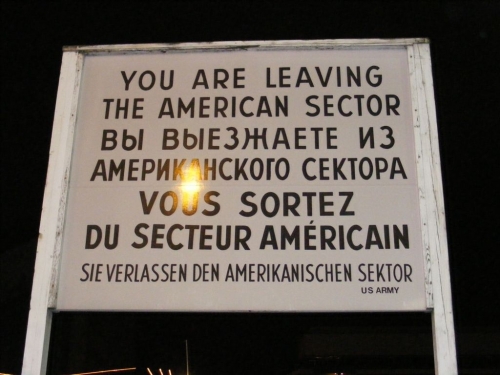 YOU ARE LEAVING
THE AMERICAN SECTOR
ВЫ ВЫЕЗЖАЕТЕ ИЗ
АМЕРИКАНСКОГО СЕКТОРА
VOUS SORTEZ
DU SECTEUR AMÉRICAIN
SIE VERLASSEN DEN AMERIKANISCHEN SEKTOR
US ARMY